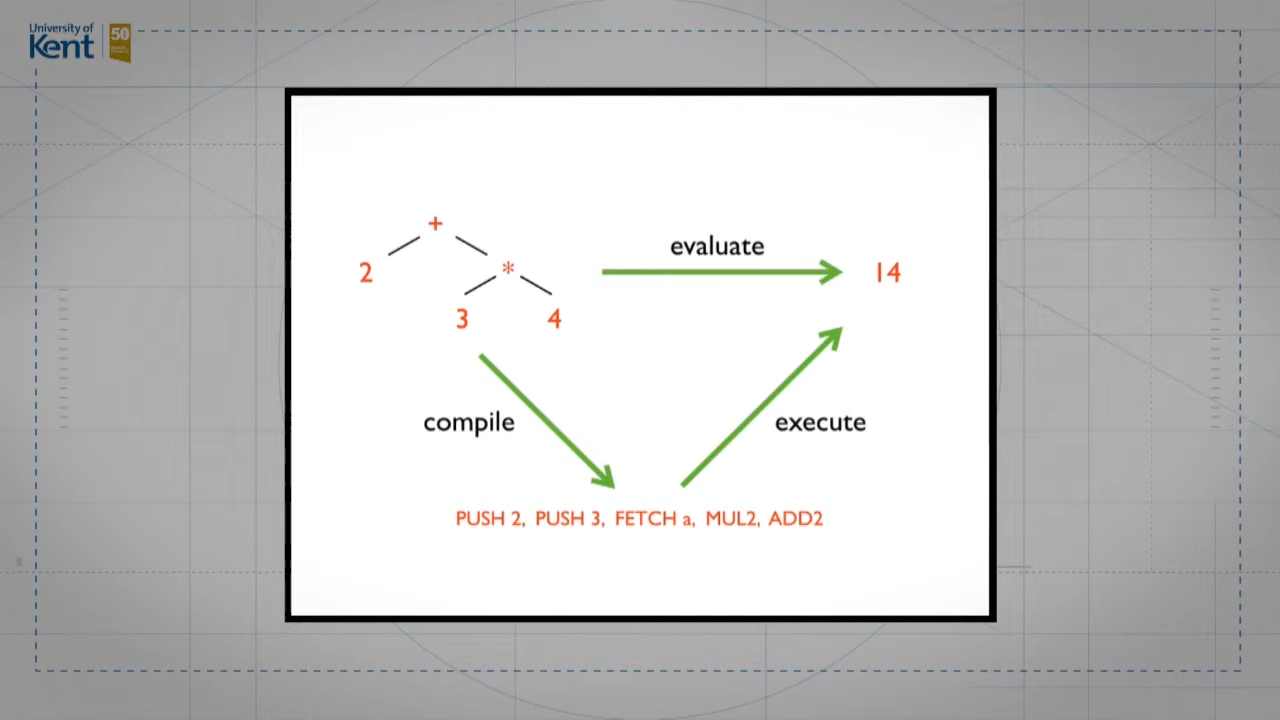 University of
Kent
50
+
evaluate
2 * 14
3 4
compile execute
PUSH 2, PUSH 3, FETCH a, MUL2, ADD2